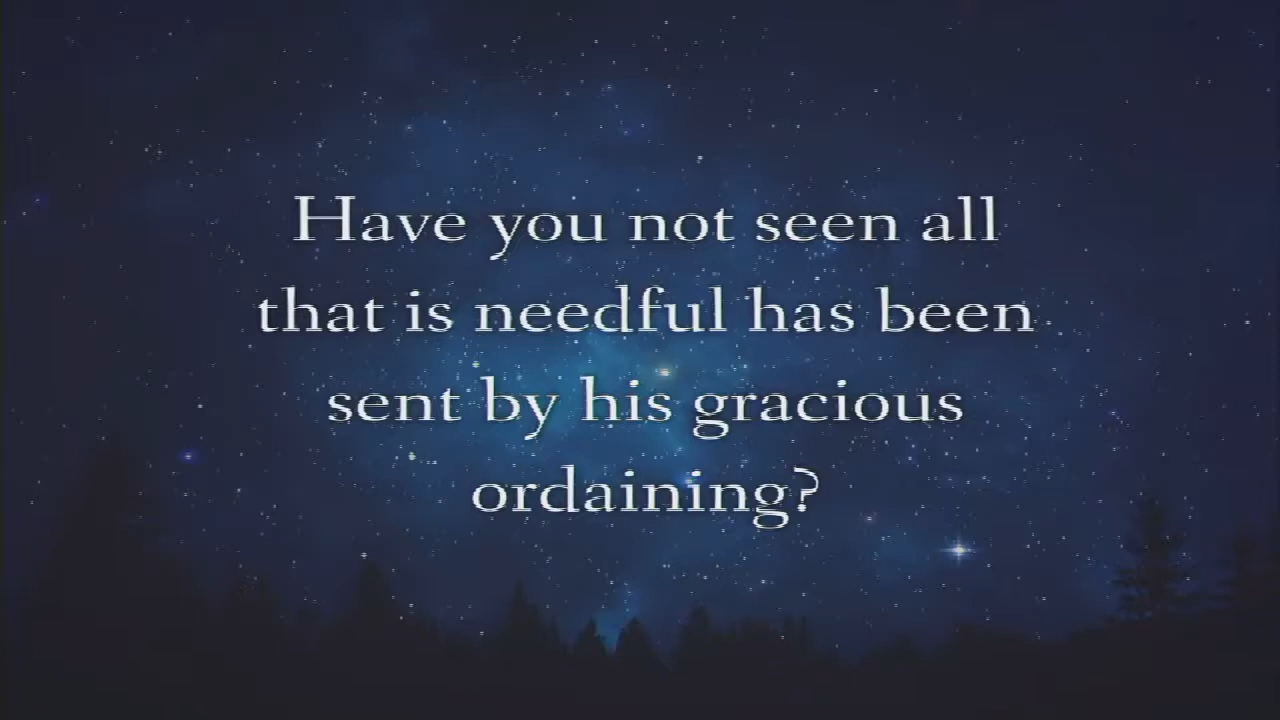 Have you not seen all
that is needful has been
sent by his gracious
ordaining?